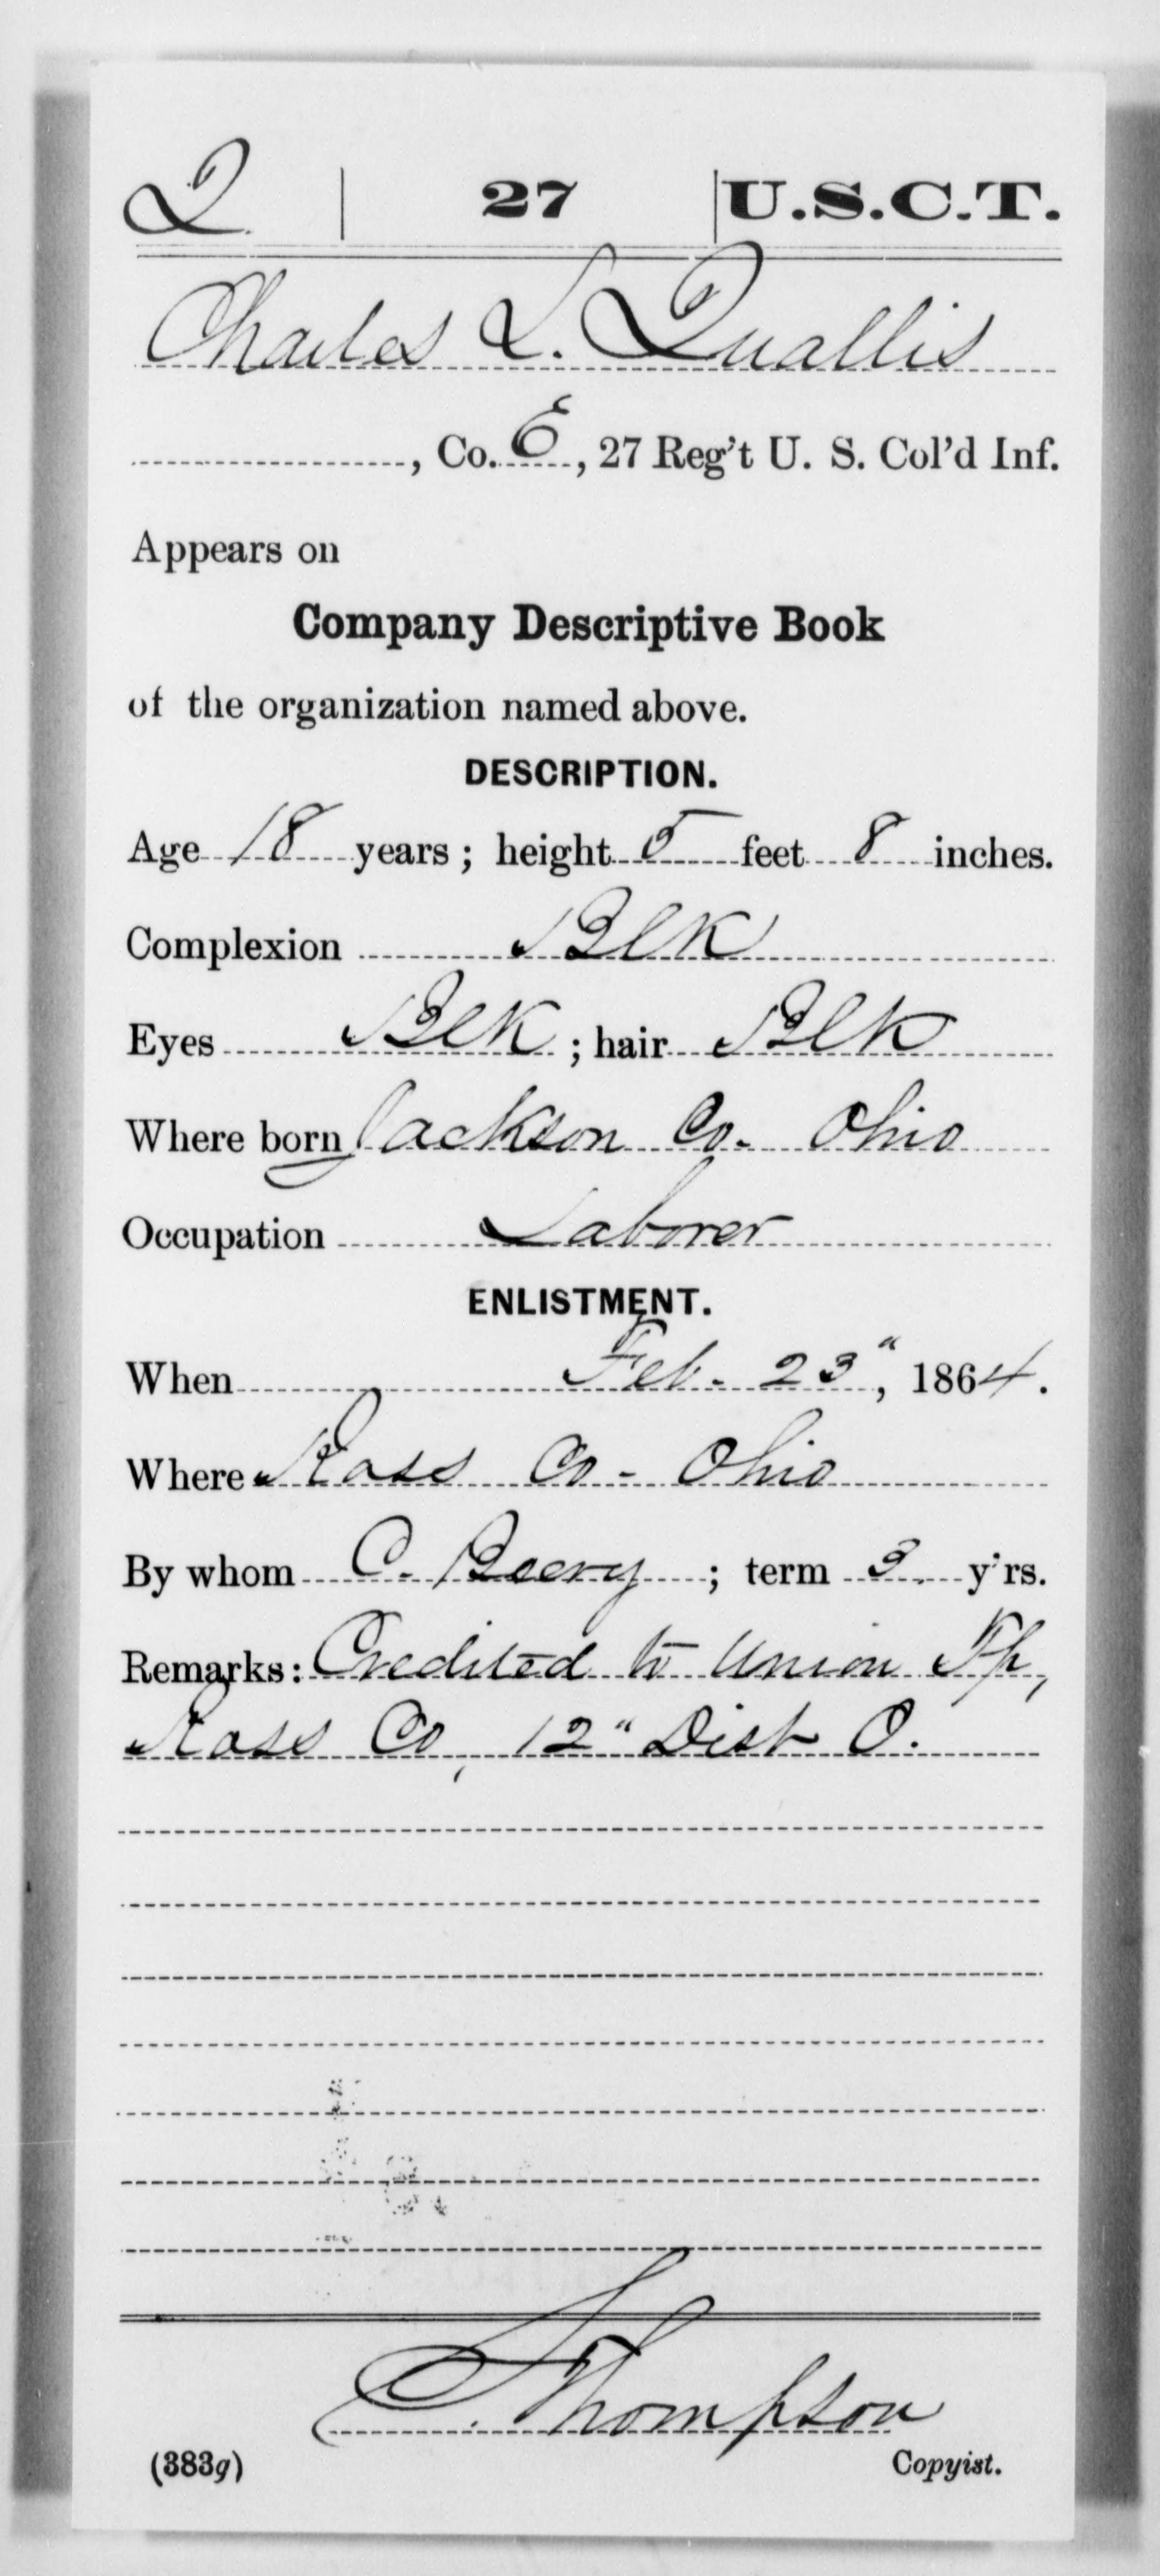 Q | 27 | U.S.C.T.
Charles L. Quallis
, Co. E, 27 Reg't U. S. Col'd Inf.
Appears on
Company Descriptive Book
of the organization named above.
DESCRIPTION.
Age 18 years; height 5 feet 8 inches.
Complexion Blk
Eyes Blk; hair Blk
Where born Jackson Co. Ohio
Occupation Laborer
ENLISTMENT.
When Feb. 23", 1864.
Where Ross Co - Ohio
By whom C. Beery; term 3 y'rs.
Remarks: Credited to Union Tp,
Ross Co, 12" Dist O.
Thompson
(383g) Copyist.